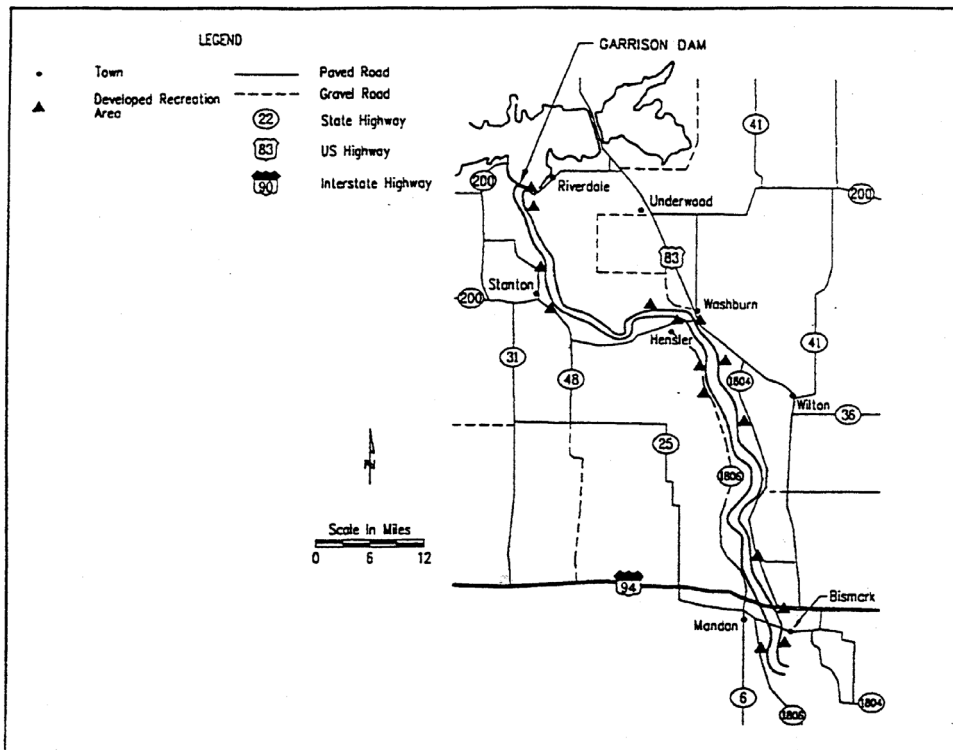 LEGEND
Town
Developed Recreation
Area
Paved Road
Gravel Road
22 State Highway
83 US Highway
90 Interstate Highway
GARRISON DAM
41
200
Riverdale
200
Underwood
83
Stanton
200
Washburn
Hensler
41
31
48
1804
Wilton
36
25
1806
N
Scale In Miles
0 6 12
94
Bismark
Mandan
6
1806
1804